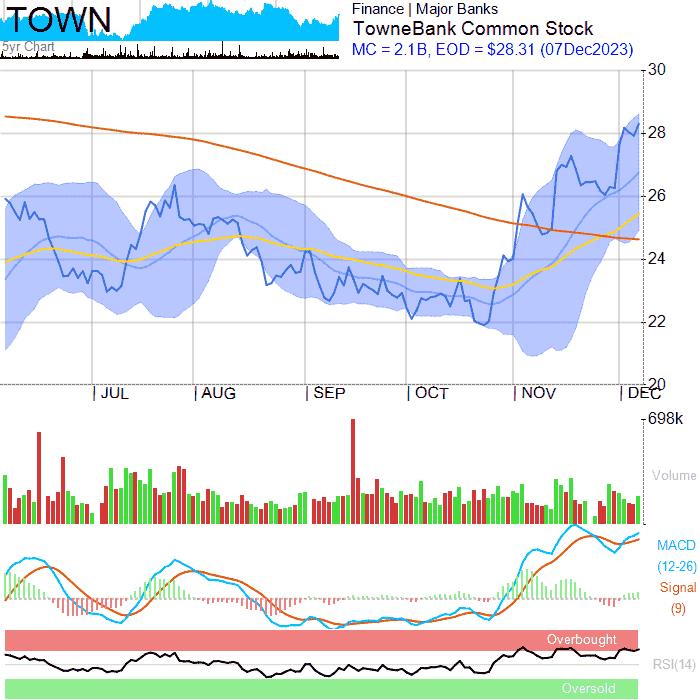 TOWN
5yr Chart
Finance | Major Banks
TowneBank Common Stock
MC = 2.1B, EOD = $28.31 (07Dec2023)
30
28
26
24
22
20
JUL AUG SEP OCT NOV DEC
698k
Volume
MACD
(12-26)
Signal
(9)
Overbought
RSI(14)
Oversold